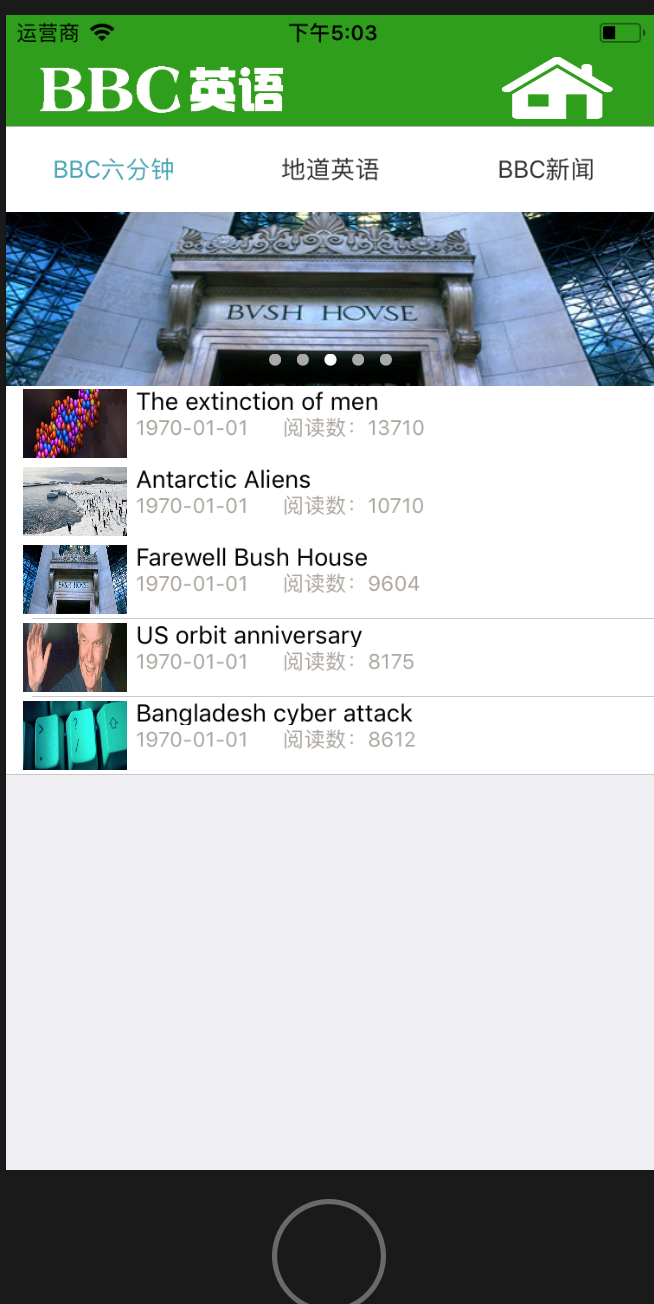 运营商 下午5:03
BBC英语
BBC六分钟 地道英语 BBC新闻
BVSH HOVSE
The extinction of men
1970-01-01 阅读数：13710
Antarctic Aliens
1970-01-01 阅读数：10710
Farewell Bush House
1970-01-01 阅读数：9604
US orbit anniversary
1970-01-01 阅读数：8175
Bangladesh cyber attack
1970-01-01 阅读数：8612